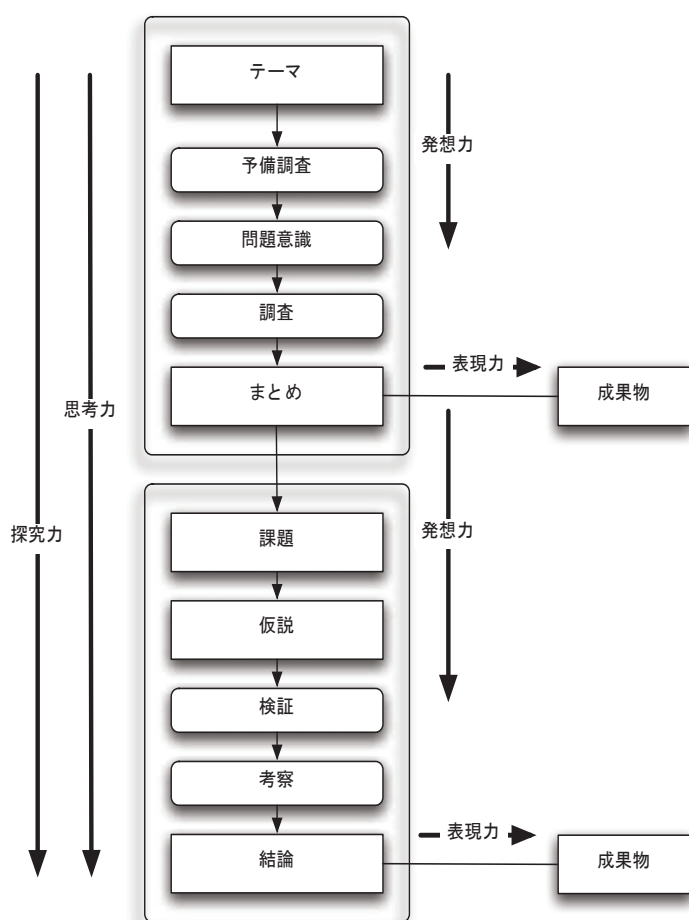 テーマ
発想力
予備調査
問題意識
調査
表現力
まとめ
成果物
思考力
探究力
課題
発想力
仮説
検証
考察
表現力
結論
成果物